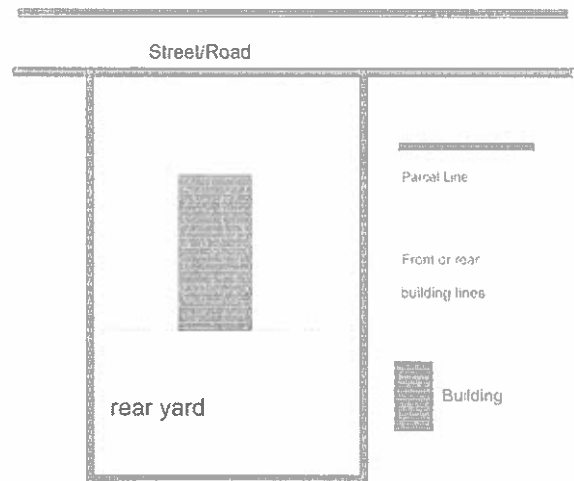 Street/Road
Parcel Line
Front or rear
building lines
Building
rear yard